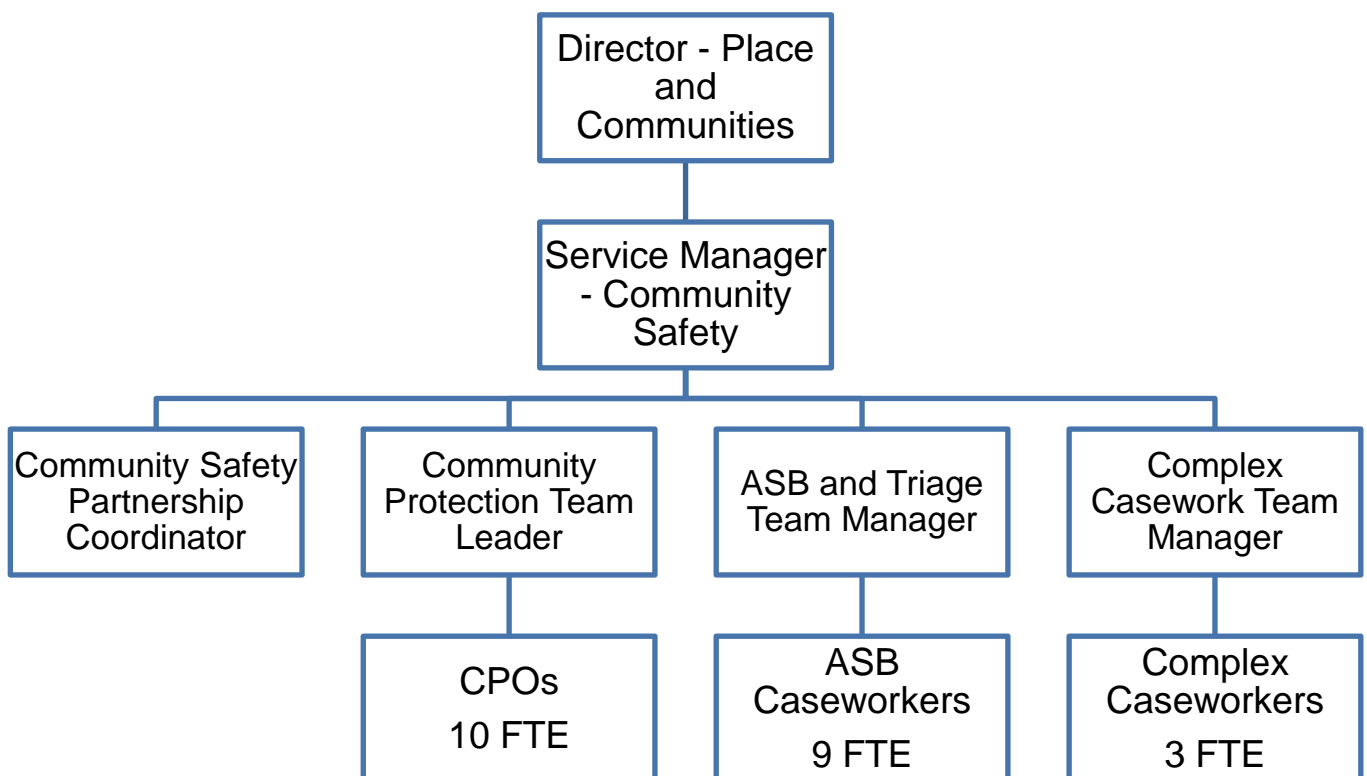 Director - Place
and
Communities
Service Manager
- Community
Safety
Community Safety
Partnership
Coordinator
Community
Protection Team
Leader
ASB and Triage
Team Manager
Complex
Casework Team
Manager
CPOs
10 FTE
ASB
Caseworkers
9 FTE
Complex
Caseworkers
3 FTE